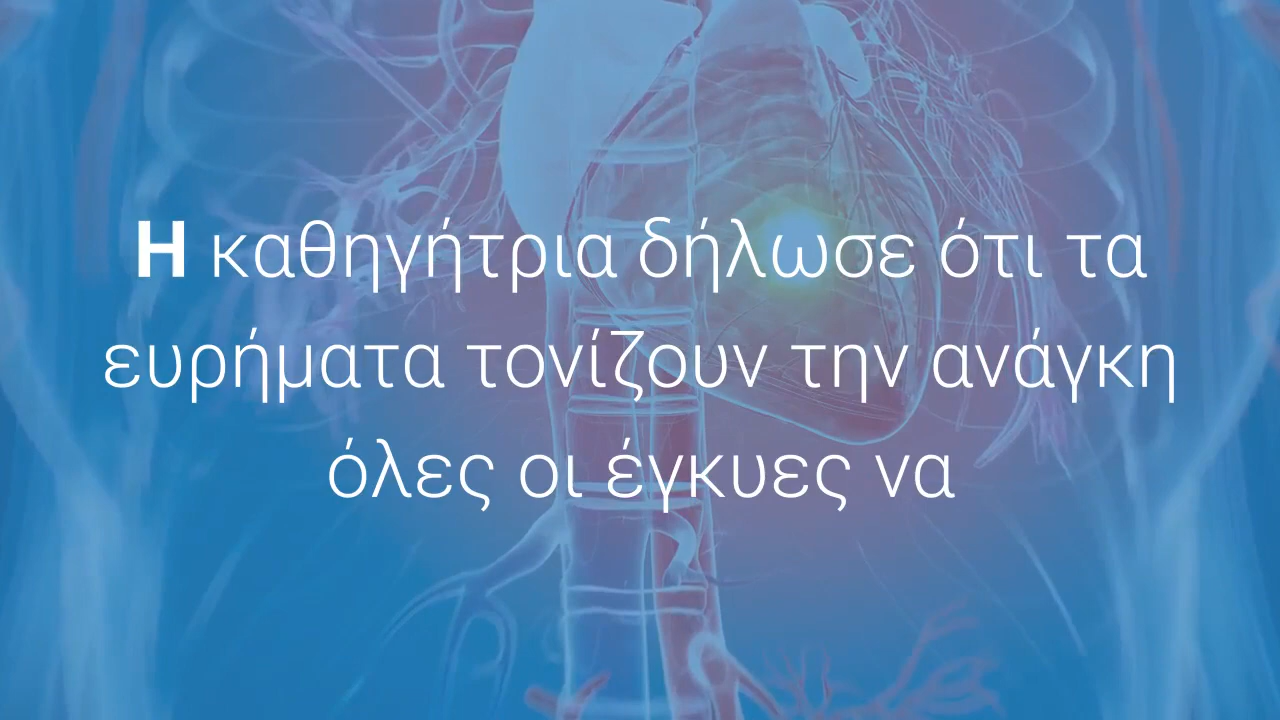 Η καθηγήτρια δήλωσε ότι τα
ευρήματα τονίζουν την ανάγκη
όλες οι έγκυες να